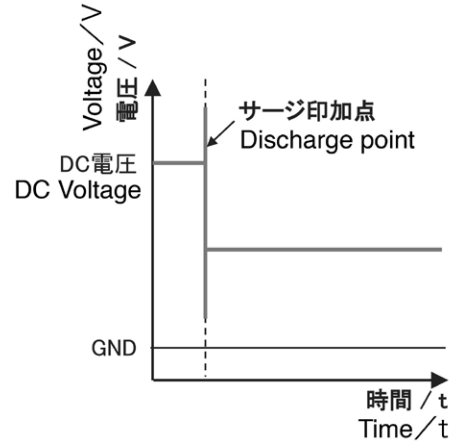 Voltage／V
電圧 / V
サージ印加点
Discharge point
DC電圧
DC Voltage
GND
時間 / t
Time／t